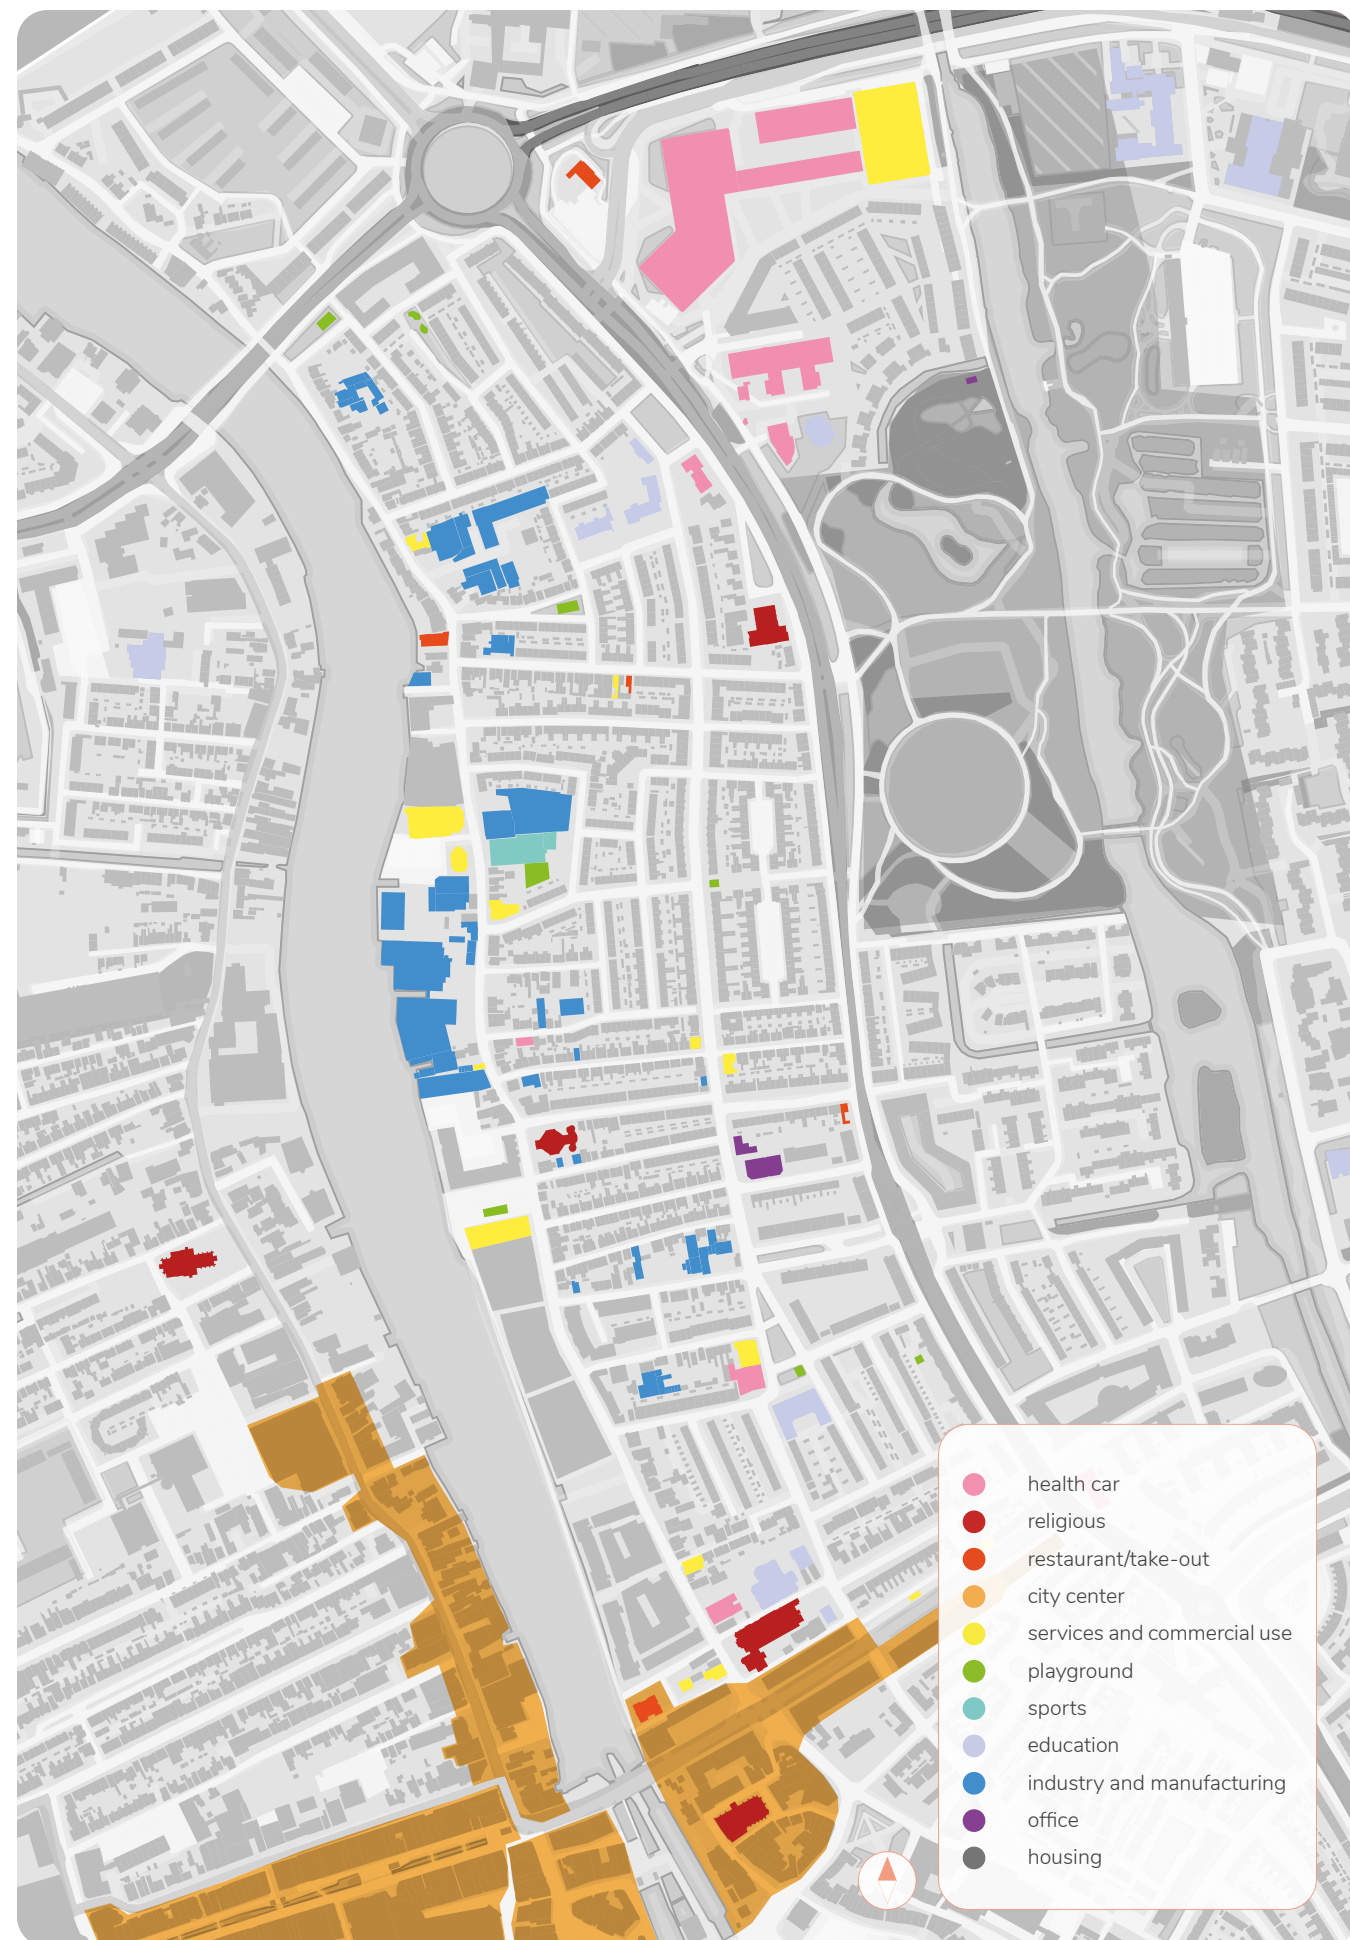 health car
religious
restaurant/take-out
city center
services and commercial use
playground
sports
education
industry and manufacturing
office
housing